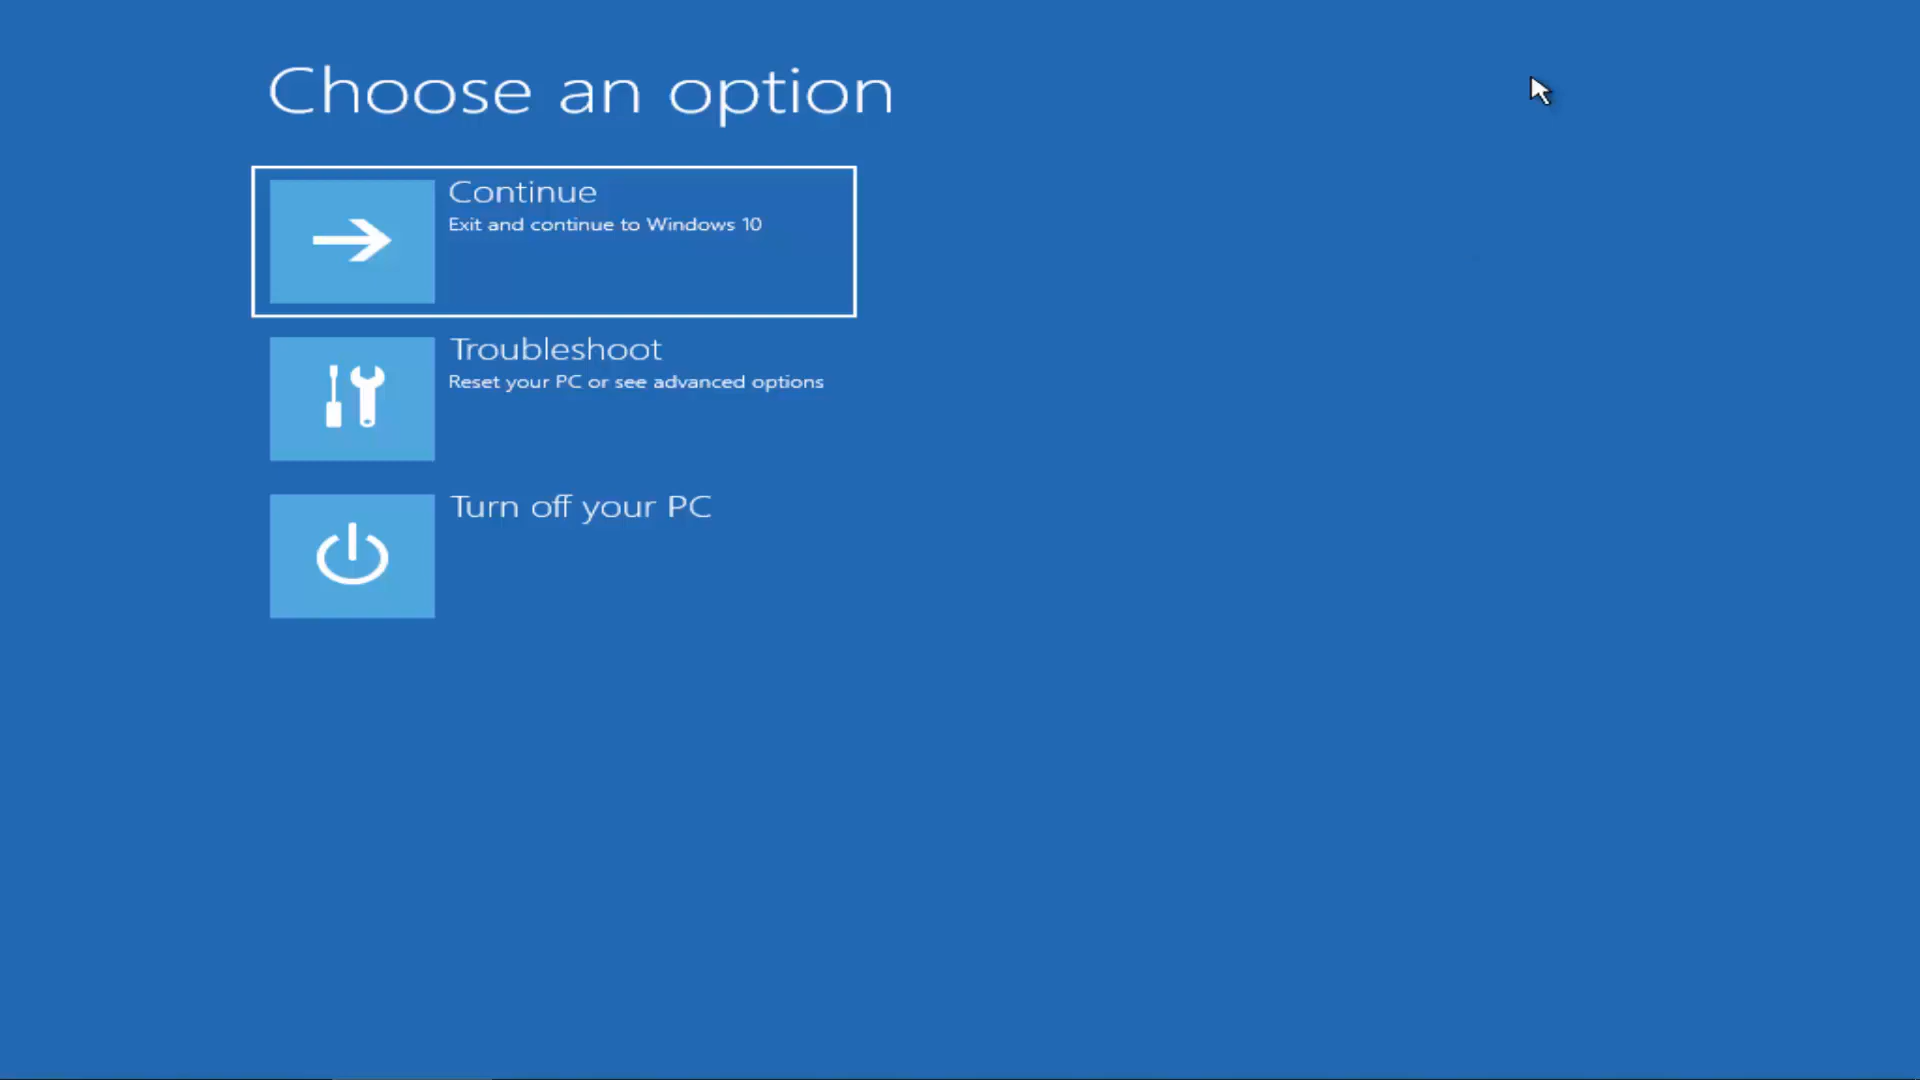 Choose an option
Continue
Exit and continue to Windows 10
Troubleshoot
Reset your PC or see advanced options
Turn off your PC